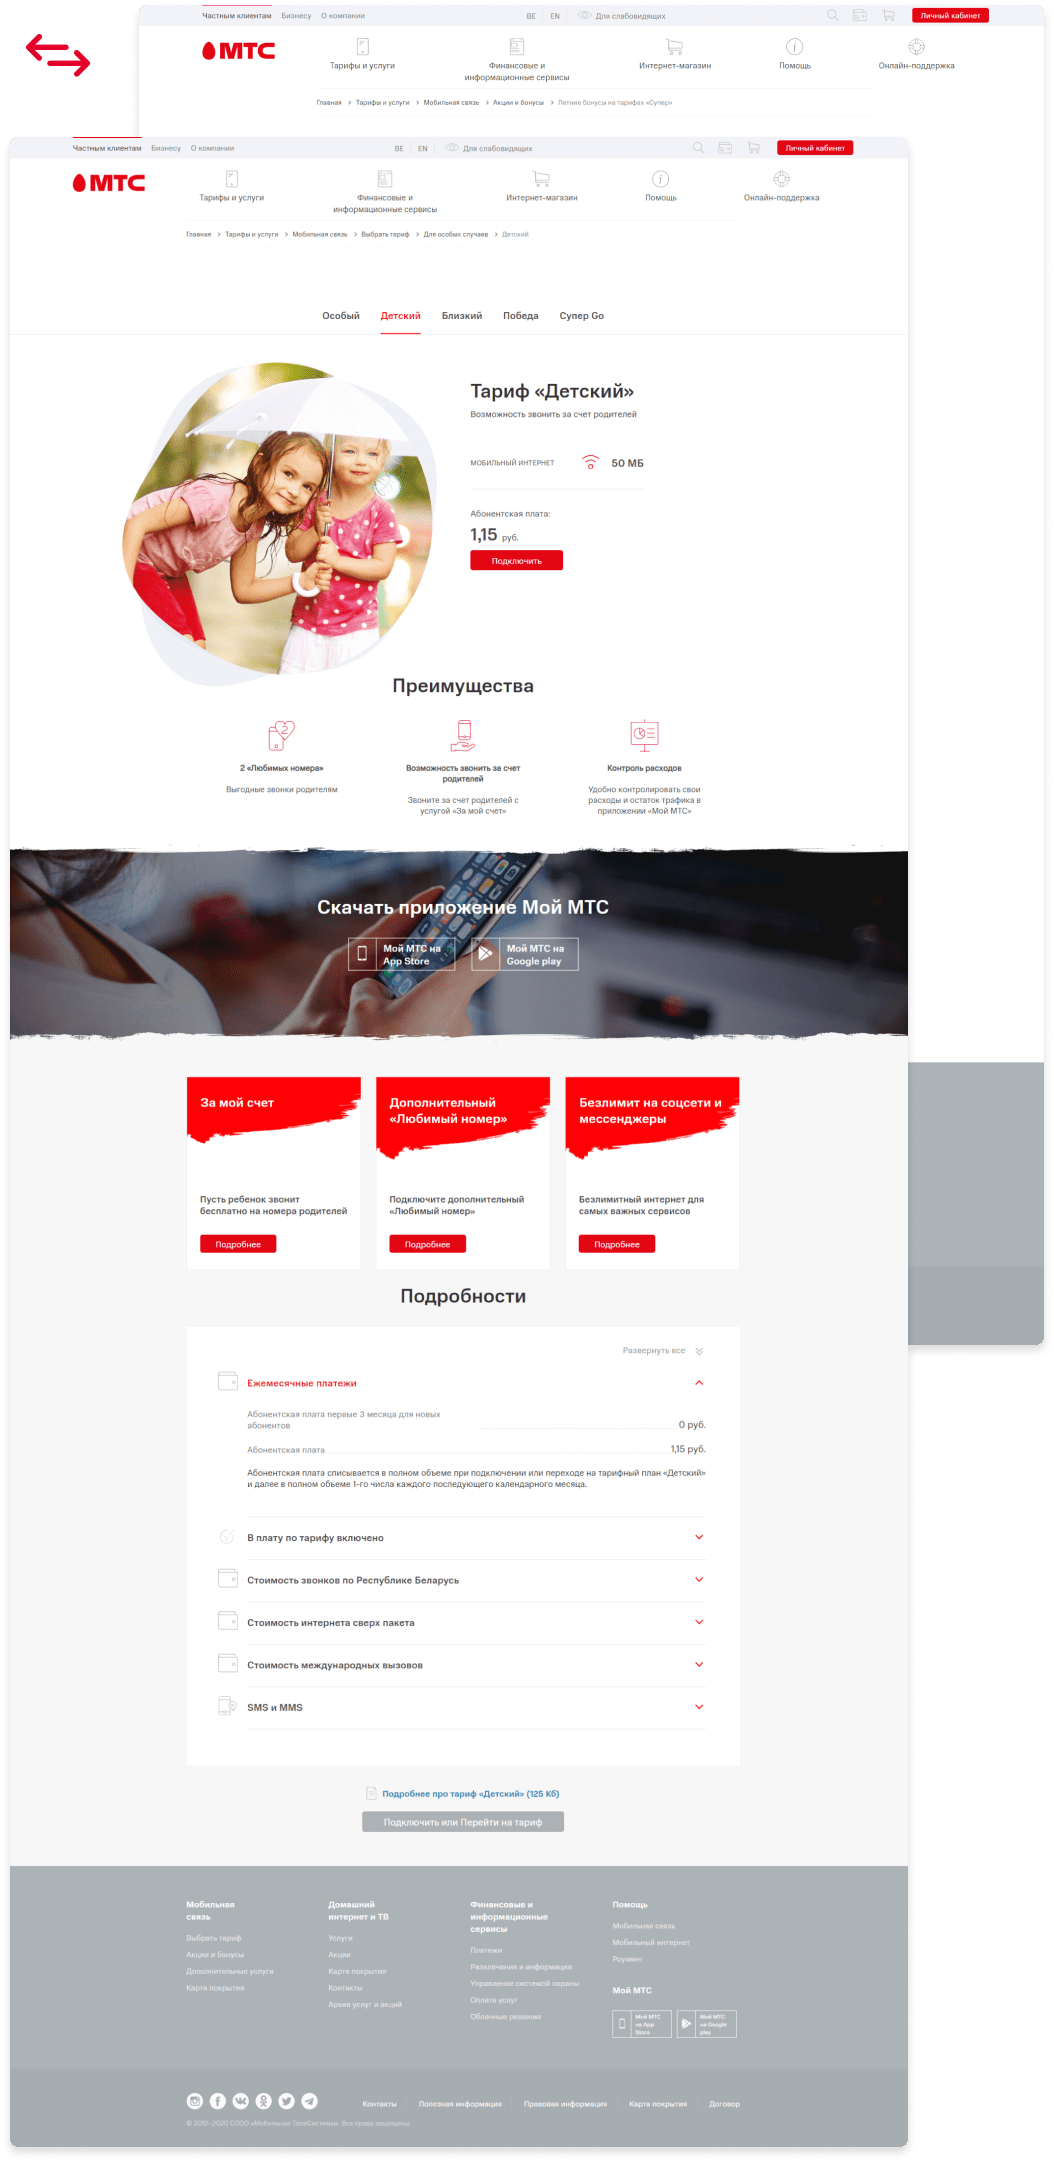 Частным клиентам Бизнесу О компании BE EN Для слабовидящих Личный кабинет
МТС
Тарифы и услуги Финансовые и информационные сервисы Интернет-магазин Помощь Онлайн-поддержка
Главная > Тарифы и услуги > Мобильная связь > Акции и бонусы > Летние бонусы на тарифах «Супер»
Частным клиентам Бизнесу О компании BE EN Для слабовидящих Личный кабинет
МТС
Тарифы и услуги Финансовые и информационные сервисы Интернет-магазин Помощь Онлайн-поддержка
Главная > Тарифы и услуги > Мобильная связь > Выбрать тариф > Для особых случаев > Детский
Особый Детский Близкий Победа Супер Go
Тариф «Детский»
Возможность звонить за счет родителей
МОБИЛЬНЫЙ ИНТЕРНЕТ 50 МБ
Абонентская плата:
1,15 руб.
Подключить
Преимущества
2 «Любимых номера»
Выгодные звонки родителям
Возможность звонить за счет
родителей
Звоните за счет родителей с
услугой «За мой счет»
Контроль расходов
Удобно контролировать свои
расходы и остаток трафика в
приложении «Мой МТС»
Скачать приложение Мой МТС
Мой МТС на
App Store
Мой МТС на
Google play
За мой счет
Пусть ребенок звонит
бесплатно на номера родителей
Подробнее
Дополнительный
«Любимый номер»
Подключите дополнительный
«Любимый номер»
Подробнее
Безлимит на соцсети и
мессенджеры
Безлимитный интернет для
самых важных сервисов
Подробнее
Подробности
Развернуть все
Ежемесячные платежи
Абонентская плата первые 3 месяца для новых
абонентов 0 руб.
Абонентская плата 1,15 руб.
Абонентская плата списывается в полном объеме при подключении или переходе на тарифный план «Детский»
и далее в полном объеме 1-го числа каждого последующего календарного месяца.
В плату по тарифу включено
Стоимость звонков по Республике Беларусь
Стоимость интернета сверх пакета
Стоимость международных вызовов
SMS и MMS
Подробнее про тариф «Детский» (125 Кб)
Подключить или Перейти на тариф
Мобильная
связь
Выбрать тариф
Акции и бонусы
Дополнительные услуги
Карта покрытия
Домашний
интернет и ТВ
Услуги
Акции
Карта покрытия
Контакты
Архив услуг и акций
Финансовые и
информационные
сервисы
Платежи
Развлечения и информация
Управление системой охраны
Оплата услуг
Облачные решения
Помощь
Мобильная связь
Мобильный интернет
Роуминг
Мой МТС
Мой МТС
на App
Store
Мой МТС
на Google
play
Контакты Полезная информация Правовая информация Карта покрытия Договор
© 2012-2020 СООО «Мобильные ТелеСистемы». Все права защищены